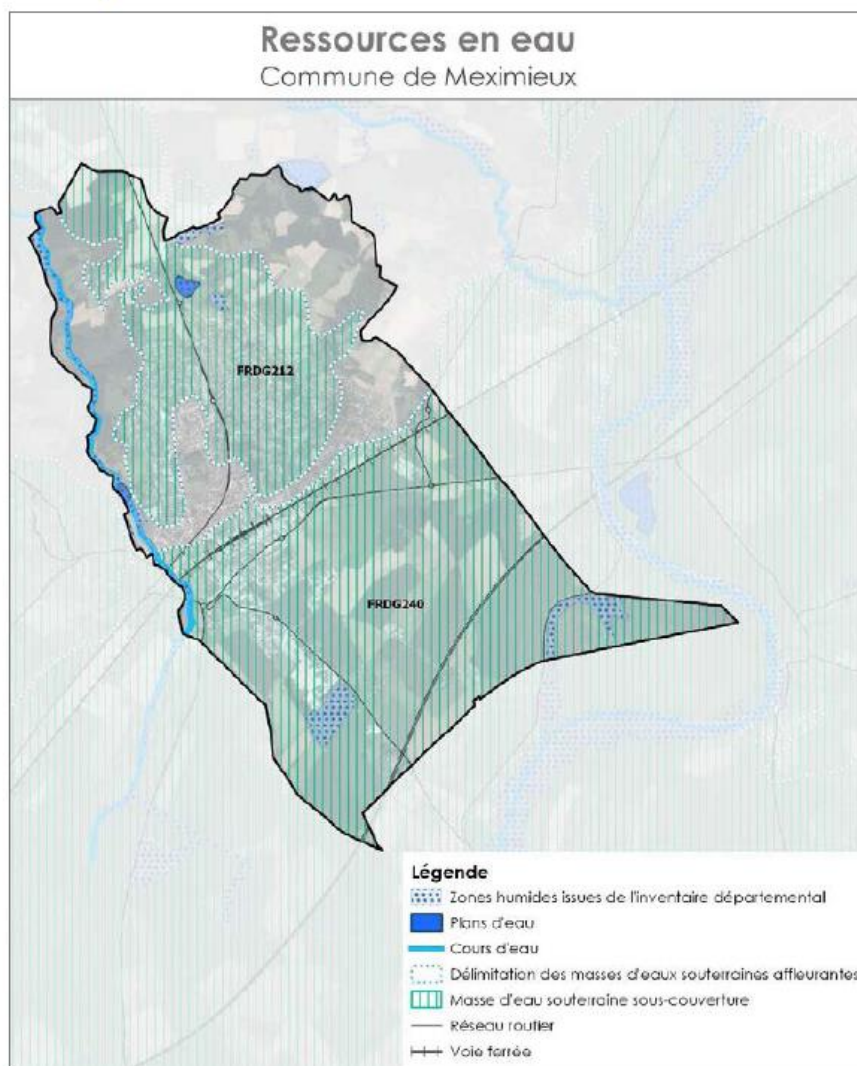 Ressources en eau
Commune de Meximieux
FRDG212
FRDG240
Légende
Zones humides issues de l'inventaire départemental
Plans d'eau
Cours d'eau
Délimitation des masses d'eaux souterraines affleurantes
Masse d'eau souterraine sous-couverture
Réseau routier
Voie ferrée